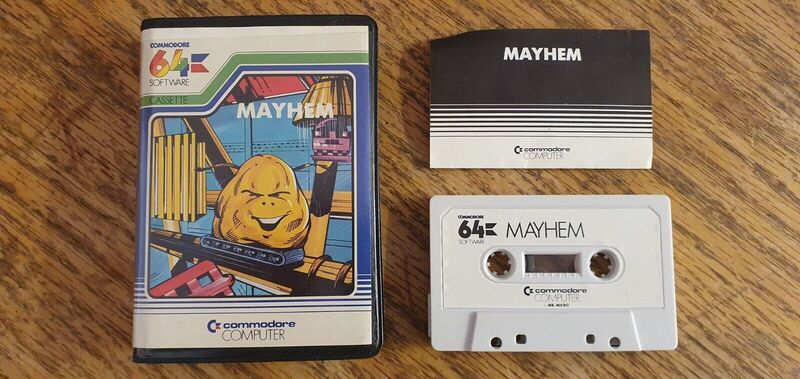 COMMODORE
64
SOFTWARE
CASSETTE
MAYHEM
commodore
COMPUTER
MAYHEM
commodore
COMPUTER
COMMODORE
64
SOFTWARE
MAYHEM
commodore
COMPUTER
MR. MICRO